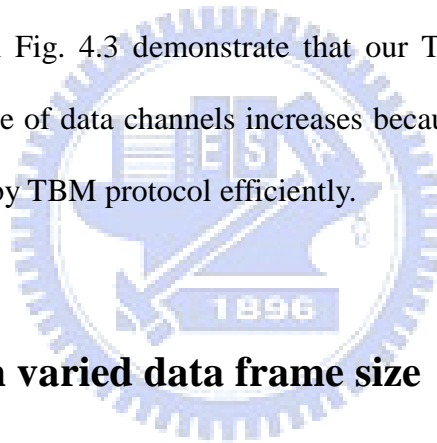 Fig. 4.3 demonstrate that our T
e of data channels increases becau
by TBM protocol efficiently.
E S A
1896
varied data frame size